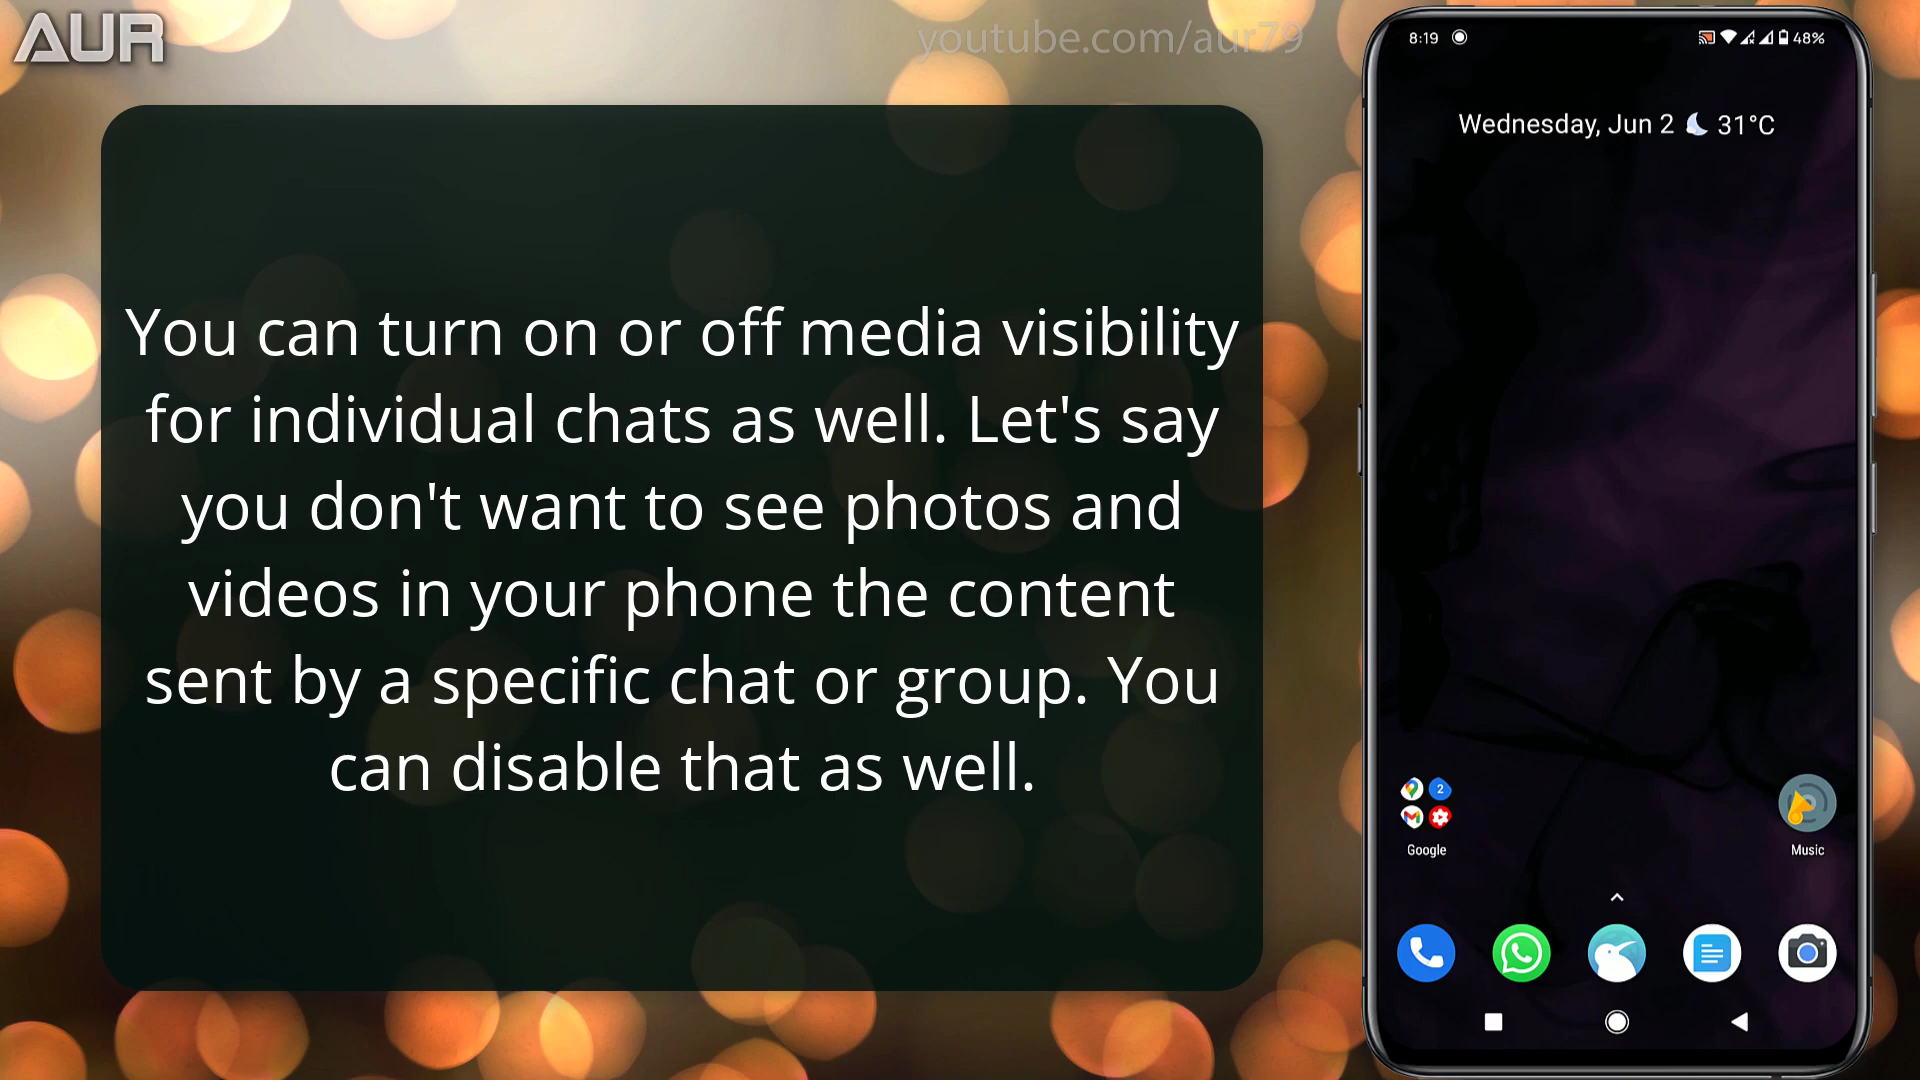 AUR
youtube.com/aur79
You can turn on or off media visibility
for individual chats as well. Let's say
you don't want to see photos and
videos in your phone the content
sent by a specific chat or group. You
can disable that as well.
8:19
48%
Wednesday, Jun 2 31°C
2
Google
Music